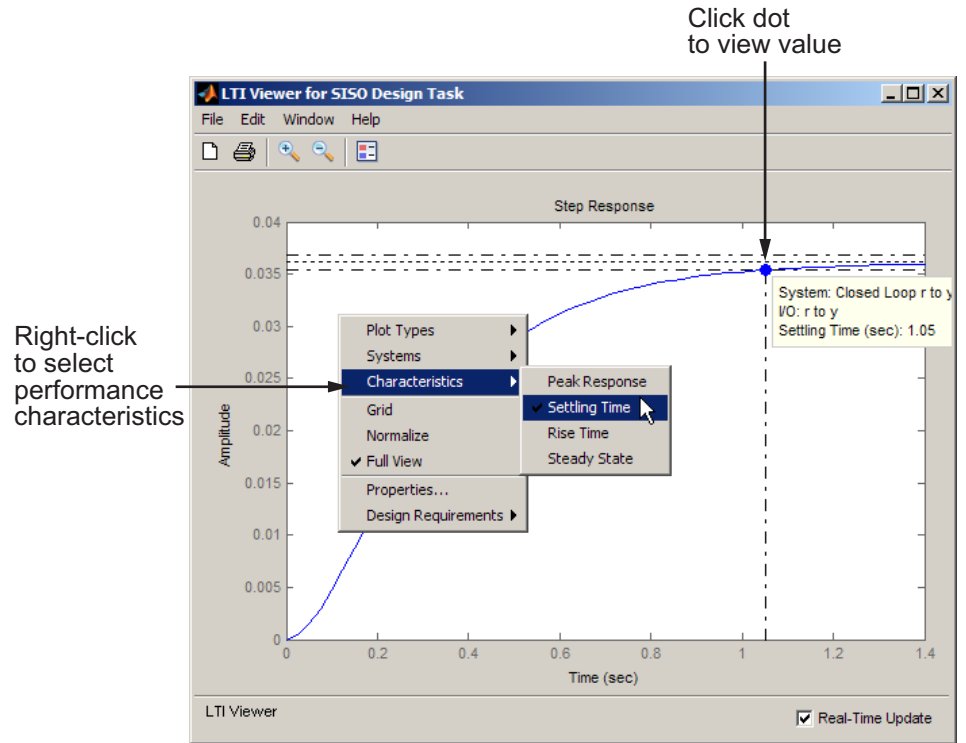 Click dot
to view value
LTI Viewer for SISO Design Task
File Edit Window Help
Step Response
0.04
0.035
0.03
0.025
0.02
0.015
0.01
0.005
0
Amplitude
System: Closed Loop r to y
I/O: r to y
Settling Time (sec): 1.05
Right-click
to select
performance
characteristics
Plot Types
Systems
Characteristics
Grid
Normalize
Full View
Properties...
Design Requirements
Peak Response
Settling Time
Rise Time
Steady State
0 0.2 0.4 0.6 0.8 1 1.2 1.4
Time (sec)
LTI Viewer
Real-Time Update